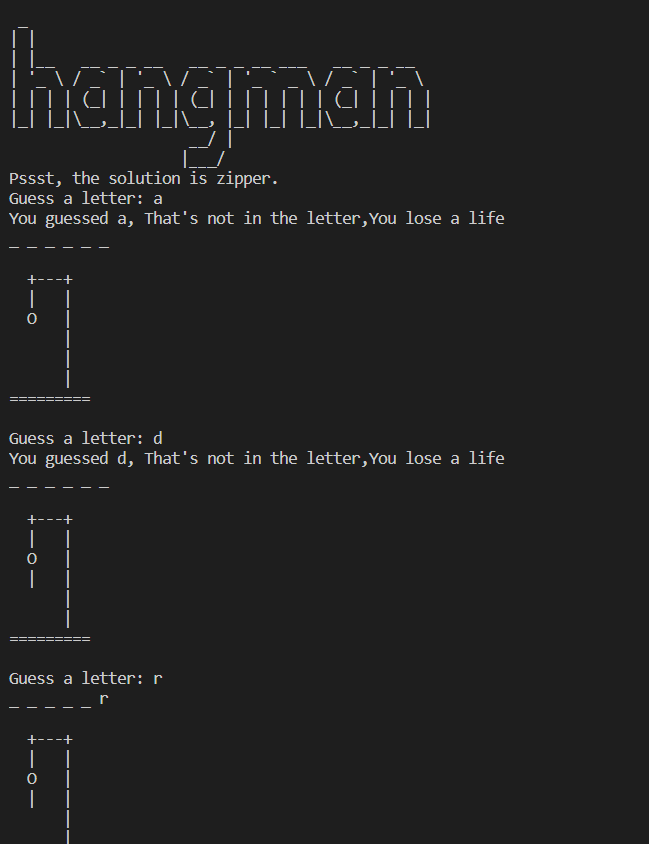 hangman
Pssst, the solution is zipper.
Guess a letter: a
You guessed a, That's not in the letter,You lose a life
_ _ _ _ _ _
+---+
|   |
O   |
|
|
|
=========
Guess a letter: d
You guessed d, That's not in the letter,You lose a life
_ _ _ _ _ _
+---+
|   |
O   |
|   |
|
|
=========
Guess a letter: r
_ _ _ _ _ r
+---+
|   |
O   |
|   |
|
|